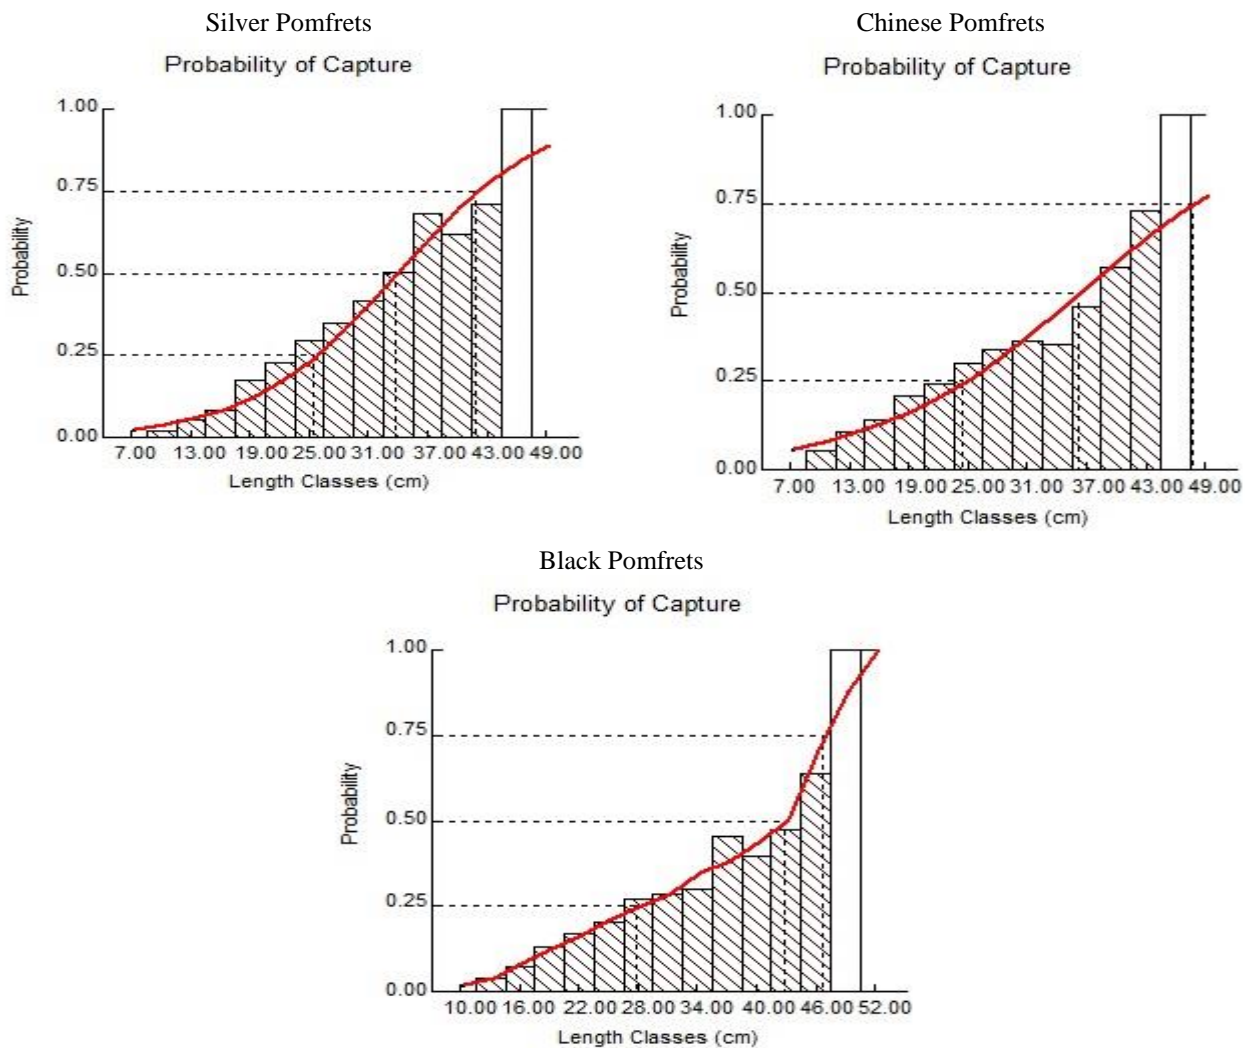 Silver Pomfrets
Probability of Capture
1.00
0.75
0.50
0.25
0.00
Probability
7.00 13.00 19.00 25.00 31.00 37.00 43.00 49.00
Length Classes (cm)
Chinese Pomfrets
Probability of Capture
1.00
0.75
0.50
0.25
0.00
Probability
7.00 13.00 19.00 25.00 31.00 37.00 43.00 49.00
Length Classes (cm)
Black Pomfrets
Probability of Capture
1.00
0.75
0.50
0.25
0.00
Probability
10.00 16.00 22.00 28.00 34.00 40.00 46.00 52.00
Length Classes (cm)